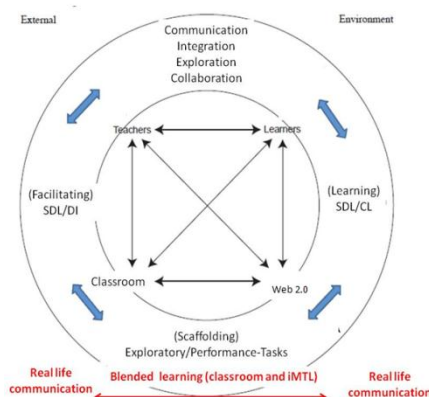 External
Environment
Communication
Integration
Exploration
Collaboration
Teachers
Learners
(Facilitating)
SDL/DI
(Learning)
SDL/CL
Classroom
Web 2.0
(Scaffolding)
Exploratory/Performance-Tasks
Real life
communication
Blended learning (classroom and iMTL)
Real life
communication